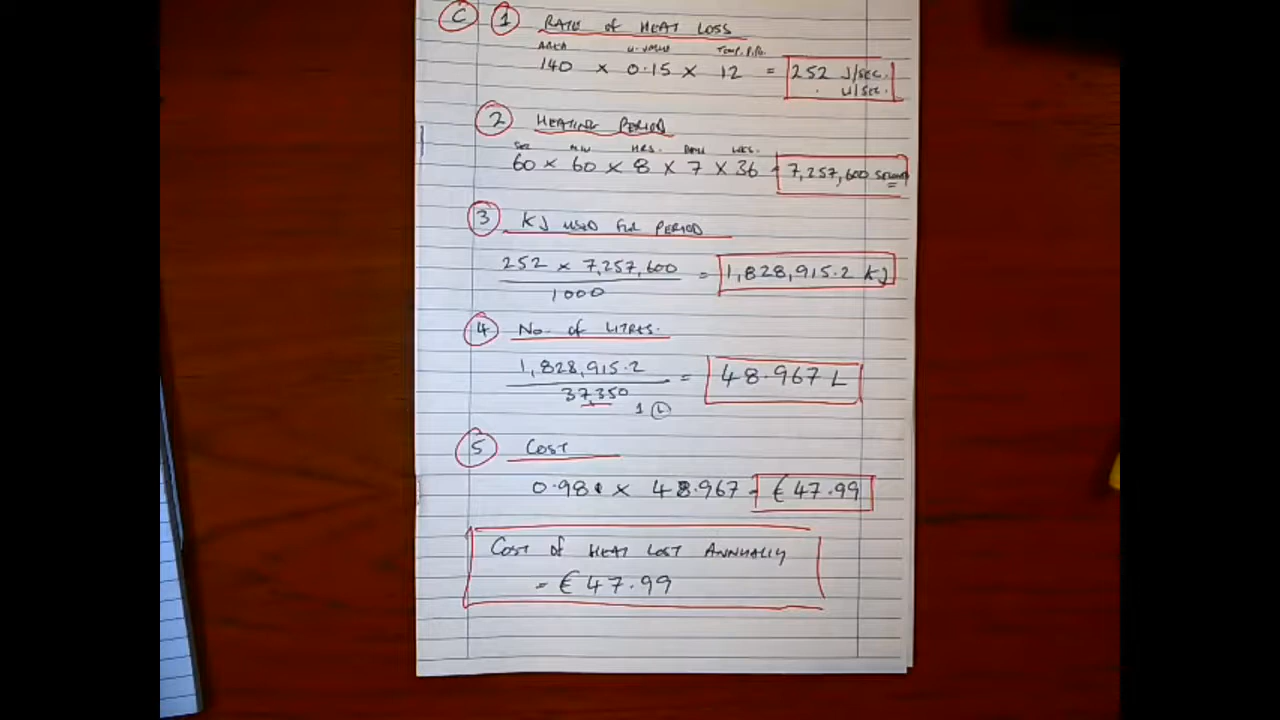 C 1 RATE of HEAT LOSS
AREA U-VALUE TEMP. DIFF.
140 × 0.15 × 12 = 252 J/SEC.
W/SEC.
2 HEATING PERIOD
SEC MIN HRS. DAYS WKS.
60 × 60 × 8 × 7 × 36 = 7,257,600 SECONDS
3 KJ USED FOR PERIOD
252 × 7,257,600 = 1,828,915.2 KJ
1000
4 No. of LITRES.
1,828,915.2 = 48.967 L
37,350
1 L
5 COST
0.98 × 48.967 = €47.99
COST of HEAT LOST ANNUALLY
= €47.99